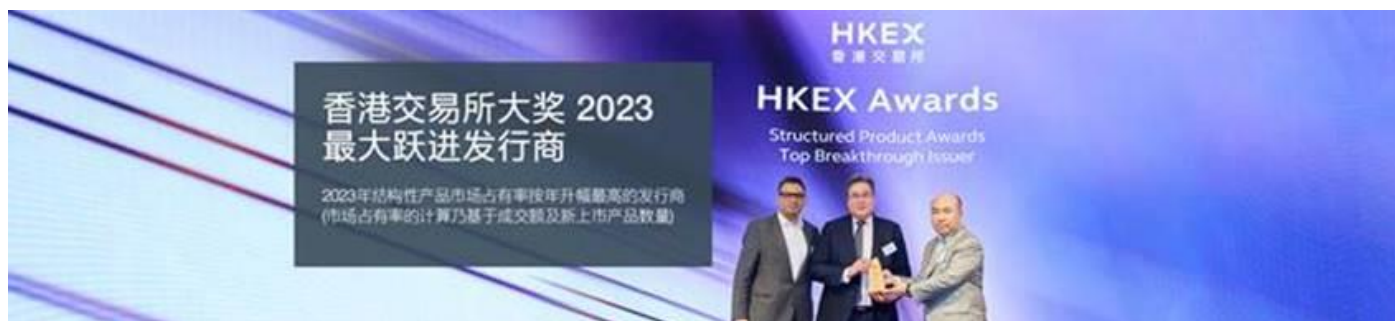 香港交易所大奖 2023
最大跃进发行商
2023年结构性产品市场占有率按年升幅最高的发行商
(市场占有率的计算乃基于成交额及新上市产品数量)
HKEX
香港交易所
HKEX Awards
Structured Product Awards
Top Breakthrough Issuer